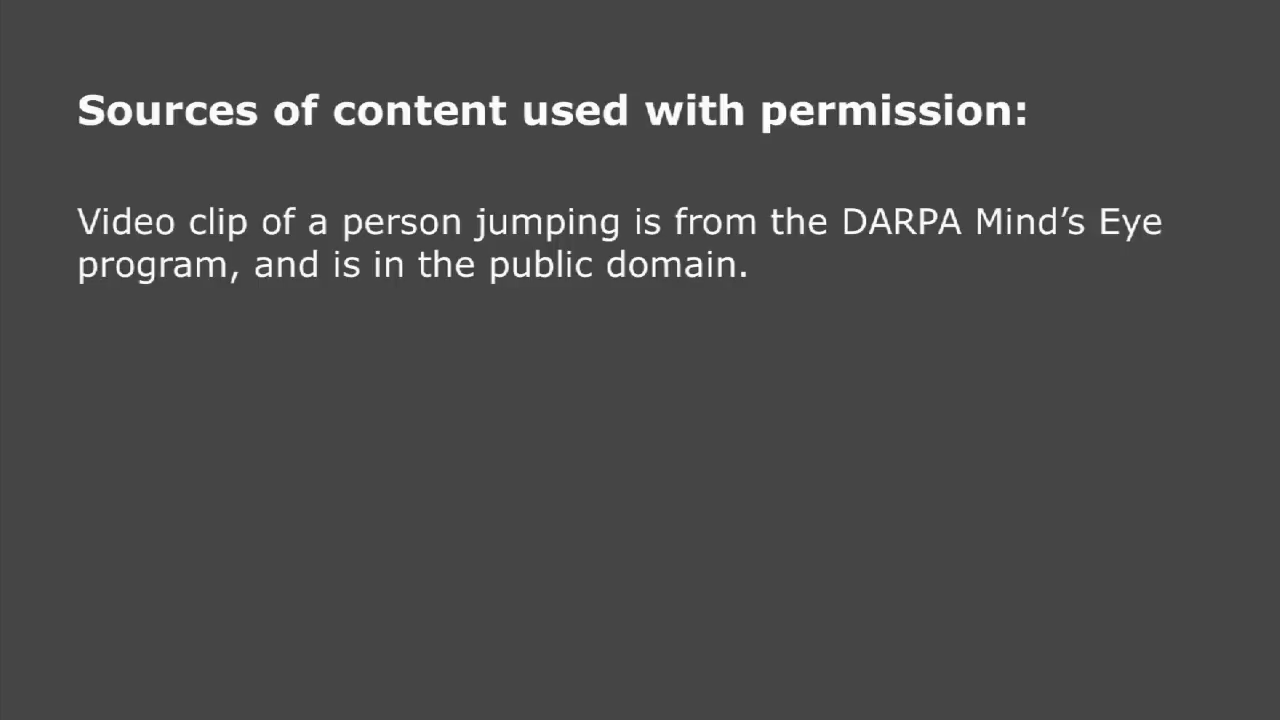 Sources of content used with permission:
Video clip of a person jumping is from the DARPA Mind’s Eye
program, and is in the public domain.